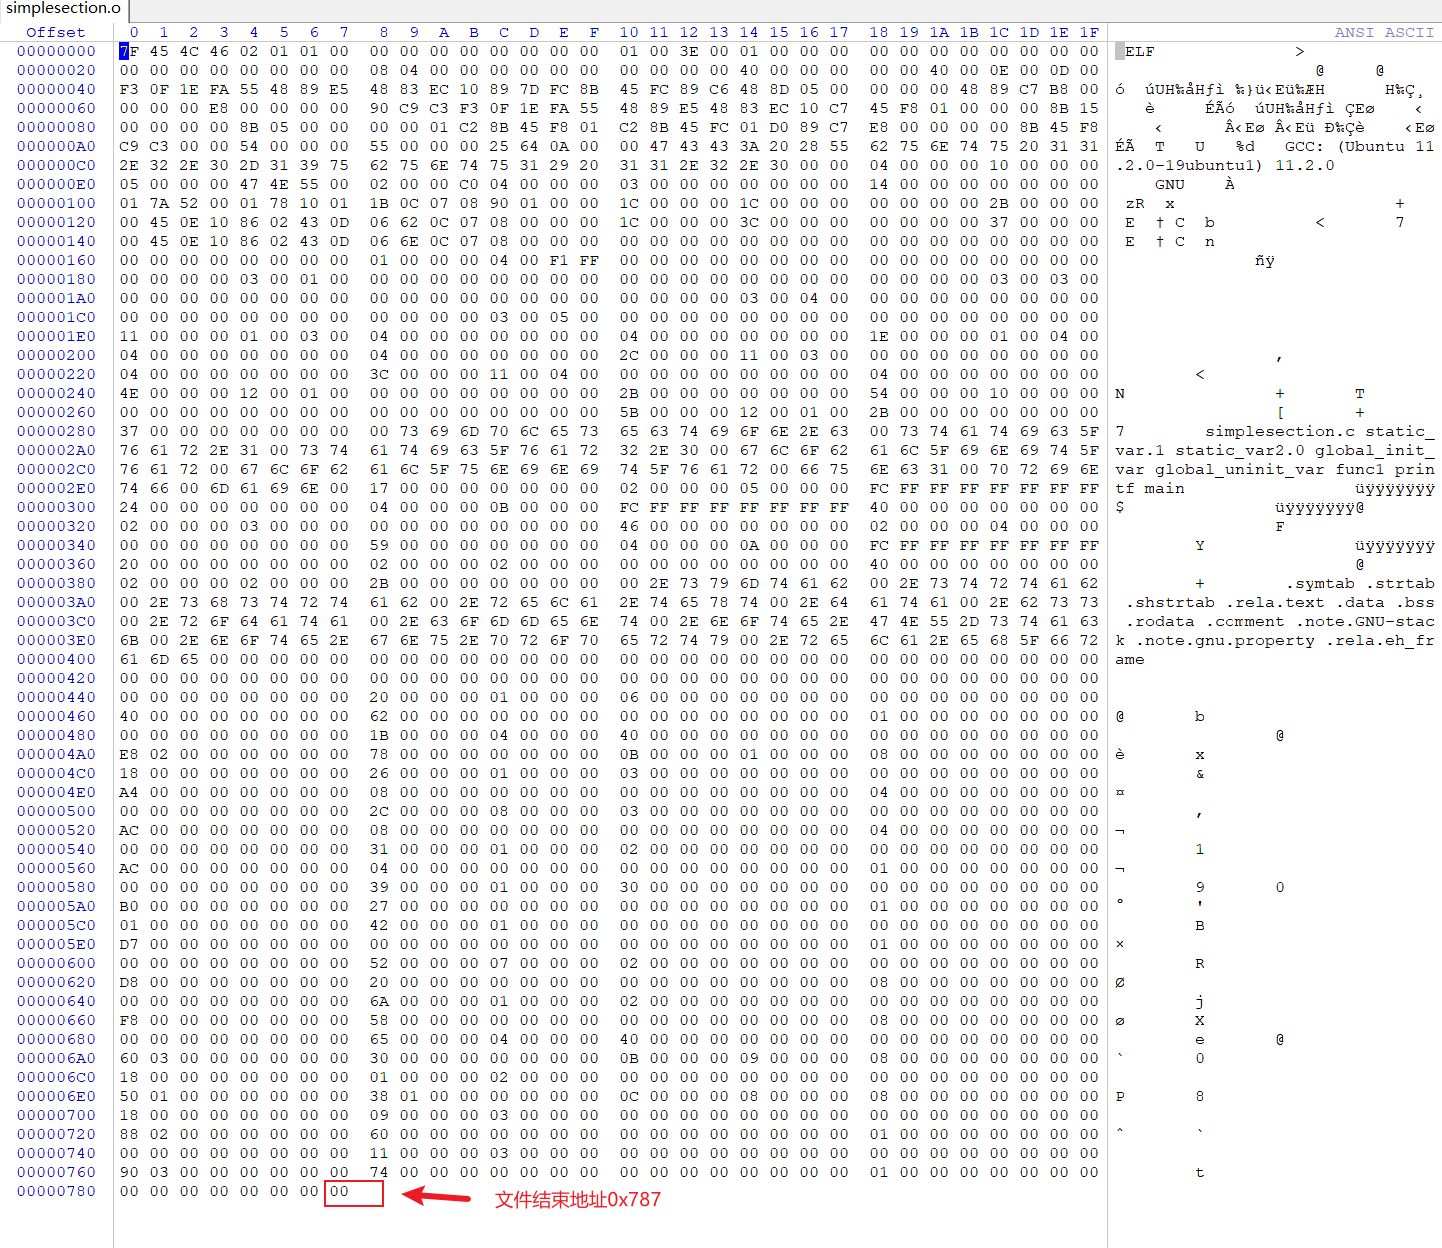 simplesection.o
Offset 0 1 2 3 4 5 6 7 8 9 A B C D E F 10 11 12 13 14 15 16 17 18 19 1A 1B 1C 1D 1E 1F ANSI ASCII
00000000 7F 45 4C 46 02 01 01 00 00 00 00 00 00 00 00 00 01 00 3E 00 01 00 00 00 00 00 00 00 00 00 00 00 ELF >
00000020 00 00 00 00 00 00 00 00 08 04 00 00 00 00 00 00 00 00 00 00 40 00 00 00 00 00 40 00 0E 00 0D 00 @ @
00000040 F3 0F 1E FA 55 48 89 E5 48 83 EC 10 89 7D FC 8B 45 FC 89 C6 48 8D 05 00 00 00 00 48 89 C7 B8 00 ó úUH‰åHƒì ‰}ü‹Eü‰ÆH H‰Ç¸
00000060 00 00 00 E8 00 00 00 00 90 C9 C3 F3 0F 1E FA 55 48 89 E5 48 83 EC 10 C7 45 F8 01 00 00 00 8B 15 è ÉÃó úUH‰åHƒì ÇEø ‹
00000080 00 00 00 00 8B 05 00 00 00 00 01 C2 8B 45 F8 01 C2 8B 45 FC 01 D0 89 C7 E8 00 00 00 00 8B 45 F8 ‹ Â‹Eø Â‹Eü Ð‰Çè ‹Eø
000000A0 C9 C3 00 00 54 00 00 00 55 00 00 00 25 64 0A 00 00 47 43 43 3A 20 28 55 62 75 6E 74 75 20 31 31 ÉÃ T U %d GCC: (Ubuntu 11
000000C0 2E 32 2E 30 2D 31 39 75 62 75 6E 74 75 31 29 20 31 31 2E 32 2E 30 00 00 04 00 00 00 10 00 00 00 .2.0-19ubuntu1) 11.2.0
000000E0 05 00 00 00 47 4E 55 00 02 00 00 C0 04 00 00 00 03 00 00 00 00 00 00 00 14 00 00 00 00 00 00 00 GNU À
00000100 01 7A 52 00 01 78 10 01 1B 0C 07 08 90 01 00 00 1C 00 00 00 1C 00 00 00 00 00 00 00 2B 00 00 00 zR x +
00000120 00 45 0E 10 86 02 43 0D 06 62 0C 07 08 00 00 00 1C 00 00 00 3C 00 00 00 00 00 00 00 37 00 00 00 E † C b < 7
00000140 00 45 0E 10 86 02 43 0D 06 6E 0C 07 08 00 00 00 00 00 00 00 00 00 00 00 00 00 00 00 00 00 00 00 E † C n
00000160 00 00 00 00 00 00 00 00 01 00 00 00 04 00 F1 FF 00 00 00 00 00 00 00 00 00 00 00 00 00 00 00 00 ñÿ
00000180 00 00 00 00 03 00 01 00 00 00 00 00 00 00 00 00 00 00 00 00 00 00 00 00 00 00 00 00 03 00 03 00
000001A0 00 00 00 00 00 00 00 00 00 00 00 00 00 00 00 00 00 00 00 00 03 00 04 00 00 00 00 00 00 00 00 00
000001C0 00 00 00 00 00 00 00 00 00 00 00 00 03 00 05 00 00 00 00 00 00 00 00 00 00 00 00 00 00 00 00 00
000001E0 11 00 00 00 01 00 03 00 04 00 00 00 00 00 00 00 04 00 00 00 00 00 00 00 1E 00 00 00 01 00 04 00
00000200 04 00 00 00 00 00 00 00 04 00 00 00 00 00 00 00 2C 00 00 00 11 00 03 00 00 00 00 00 00 00 00 00 ,
00000220 04 00 00 00 00 00 00 00 3C 00 00 00 11 00 04 00 00 00 00 00 00 00 00 00 04 00 00 00 00 00 00 00 <
00000240 4E 00 00 00 12 00 01 00 00 00 00 00 00 00 00 00 2B 00 00 00 00 00 00 00 54 00 00 00 10 00 00 00 N + T
00000260 00 00 00 00 00 00 00 00 00 00 00 00 00 00 00 00 5B 00 00 00 12 00 01 00 2B 00 00 00 00 00 00 00 [ +
00000280 37 00 00 00 00 00 00 00 00 73 69 6D 70 6C 65 73 65 63 74 69 6F 6E 2E 63 00 73 74 61 74 69 63 5F 7 simplesection.c static_
000002A0 76 61 72 2E 31 00 73 74 61 74 69 63 5F 76 61 72 32 2E 30 00 67 6C 6F 62 61 6C 5F 69 6E 69 74 5F var.1 static_var2.0 global_init_
000002C0 76 61 72 00 67 6C 6F 62 61 6C 5F 75 6E 69 6E 69 74 5F 76 61 72 00 66 75 6E 63 31 00 70 72 69 6E var global_uninit_var func1 prin
000002E0 74 66 00 6D 61 69 6E 00 17 00 00 00 00 00 00 00 02 00 00 00 05 00 00 00 FC FF FF FF FF FF FF FF tf main üÿÿÿÿÿÿÿ
00000300 24 00 00 00 00 00 00 00 04 00 00 00 0B 00 00 00 FC FF FF FF FF FF FF FF 40 00 00 00 00 00 00 00 $ üÿÿÿÿÿÿÿ@
00000320 02 00 00 00 03 00 00 00 00 00 00 00 00 00 00 00 46 00 00 00 00 00 00 00 02 00 00 00 04 00 00 00 F
00000340 00 00 00 00 00 00 00 00 59 00 00 00 00 00 00 00 04 00 00 00 0A 00 00 00 FC FF FF FF FF FF FF FF Y üÿÿÿÿÿÿÿ
00000360 20 00 00 00 00 00 00 00 02 00 00 00 02 00 00 00 00 00 00 00 00 00 00 00 40 00 00 00 00 00 00 00 @
00000380 02 00 00 00 02 00 00 00 2B 00 00 00 00 00 00 00 00 2E 73 79 6D 74 61 62 00 2E 73 74 72 74 61 62 + .symtab .strtab
000003A0 00 2E 73 68 73 74 72 74 61 62 00 2E 72 65 6C 61 2E 74 65 78 74 00 2E 64 61 74 61 00 2E 62 73 73 .shstrtab .rela.text .data .bss
000003C0 00 2E 72 6F 64 61 74 61 00 2E 63 6F 6D 6D 65 6E 74 00 2E 6E 6F 74 65 2E 47 4E 55 2D 73 74 61 63 .rodata .comment .note.GNU-stac
000003E0 6B 00 2E 6E 6F 74 65 2E 67 6E 75 2E 70 72 6F 70 65 72 74 79 00 2E 72 65 6C 61 2E 65 68 5F 66 72 k .note.gnu.property .rela.eh_fr
00000400 61 6D 65 00 00 00 00 00 00 00 00 00 00 00 00 00 00 00 00 00 00 00 00 00 00 00 00 00 00 00 00 00 ame
00000420 00 00 00 00 00 00 00 00 00 00 00 00 00 00 00 00 00 00 00 00 00 00 00 00 00 00 00 00 00 00 00 00
00000440 00 00 00 00 00 00 00 00 20 00 00 00 01 00 00 00 06 00 00 00 00 00 00 00 00 00 00 00 00 00 00 00
00000460 40 00 00 00 00 00 00 00 62 00 00 00 00 00 00 00 00 00 00 00 00 00 00 00 01 00 00 00 00 00 00 00 @ b
00000480 00 00 00 00 00 00 00 00 1B 00 00 00 04 00 00 00 40 00 00 00 00 00 00 00 00 00 00 00 00 00 00 00 @
000004A0 E8 02 00 00 00 00 00 00 78 00 00 00 00 00 00 00 0B 00 00 00 01 00 00 00 08 00 00 00 00 00 00 00 è x
000004C0 18 00 00 00 00 00 00 00 26 00 00 00 01 00 00 00 03 00 00 00 00 00 00 00 00 00 00 00 00 00 00 00 &
000004E0 A4 00 00 00 00 00 00 00 08 00 00 00 00 00 00 00 00 00 00 00 00 00 00 00 04 00 00 00 00 00 00 00 ¤
00000500 00 00 00 00 00 00 00 00 2C 00 00 00 08 00 00 00 03 00 00 00 00 00 00 00 00 00 00 00 00 00 00 00 ,
00000520 AC 00 00 00 00 00 00 00 08 00 00 00 00 00 00 00 00 00 00 00 00 00 00 00 04 00 00 00 00 00 00 00 ¬
00000540 00 00 00 00 00 00 00 00 31 00 00 00 01 00 00 00 02 00 00 00 00 00 00 00 00 00 00 00 00 00 00 00 1
00000560 AC 00 00 00 00 00 00 00 04 00 00 00 00 00 00 00 00 00 00 00 00 00 00 00 01 00 00 00 00 00 00 00 ¬
00000580 00 00 00 00 00 00 00 00 39 00 00 00 01 00 00 00 30 00 00 00 00 00 00 00 00 00 00 00 00 00 00 00 9 0
000005A0 B0 00 00 00 00 00 00 00 27 00 00 00 00 00 00 00 00 00 00 00 00 00 00 00 01 00 00 00 00 00 00 00 ° '
000005C0 01 00 00 00 00 00 00 00 42 00 00 00 01 00 00 00 00 00 00 00 00 00 00 00 00 00 00 00 00 00 00 00 B
000005E0 D7 00 00 00 00 00 00 00 00 00 00 00 00 00 00 00 00 00 00 00 00 00 00 00 01 00 00 00 00 00 00 00 ×
00000600 00 00 00 00 00 00 00 00 52 00 00 00 07 00 00 00 02 00 00 00 00 00 00 00 00 00 00 00 00 00 00 00 R
00000620 D8 00 00 00 00 00 00 00 20 00 00 00 00 00 00 00 00 00 00 00 00 00 00 00 08 00 00 00 00 00 00 00 Ø
00000640 00 00 00 00 00 00 00 00 6A 00 00 00 01 00 00 00 02 00 00 00 00 00 00 00 00 00 00 00 00 00 00 00 j
00000660 F8 00 00 00 00 00 00 00 58 00 00 00 00 00 00 00 00 00 00 00 00 00 00 00 08 00 00 00 00 00 00 00 ø X
00000680 00 00 00 00 00 00 00 00 65 00 00 00 04 00 00 00 40 00 00 00 00 00 00 00 00 00 00 00 00 00 00 00 e @
000006A0 60 03 00 00 00 00 00 00 30 00 00 00 00 00 00 00 0B 00 00 00 09 00 00 00 08 00 00 00 00 00 00 00 ` 0
000006C0 18 00 00 00 00 00 00 00 01 00 00 00 02 00 00 00 00 00 00 00 00 00 00 00 00 00 00 00 00 00 00 00
000006E0 50 01 00 00 00 00 00 00 38 01 00 00 00 00 00 00 0C 00 00 00 08 00 00 00 08 00 00 00 00 00 00 00 P 8
00000700 18 00 00 00 00 00 00 00 09 00 00 00 03 00 00 00 00 00 00 00 00 00 00 00 00 00 00 00 00 00 00 00
00000720 88 02 00 00 00 00 00 00 60 00 00 00 00 00 00 00 00 00 00 00 00 00 00 00 01 00 00 00 00 00 00 00 ˆ `
00000740 00 00 00 00 00 00 00 00 11 00 00 00 03 00 00 00 00 00 00 00 00 00 00 00 00 00 00 00 00 00 00 00
00000760 90 03 00 00 00 00 00 00 74 00 00 00 00 00 00 00 00 00 00 00 00 00 00 00 01 00 00 00 00 00 00 00 t
00000780 00 00 00 00 00 00 00 00
文件结束地址0x787